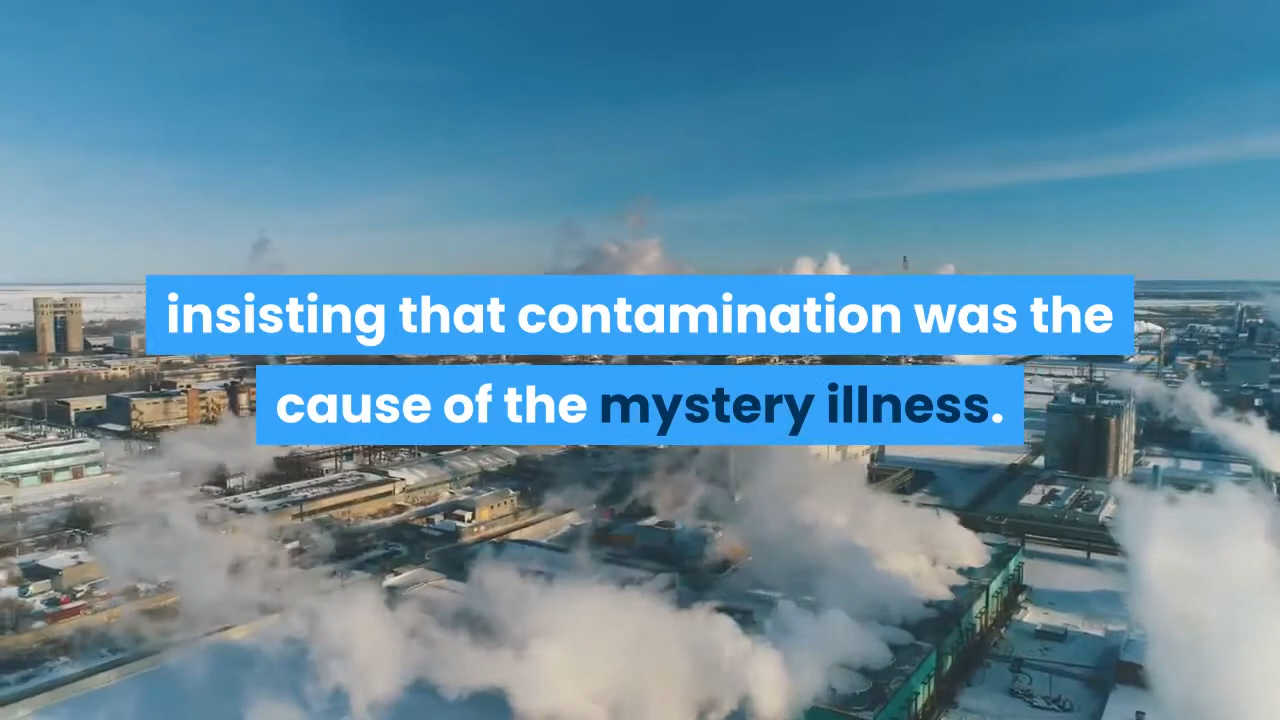 insisting that contamination was the
cause of the mystery illness.